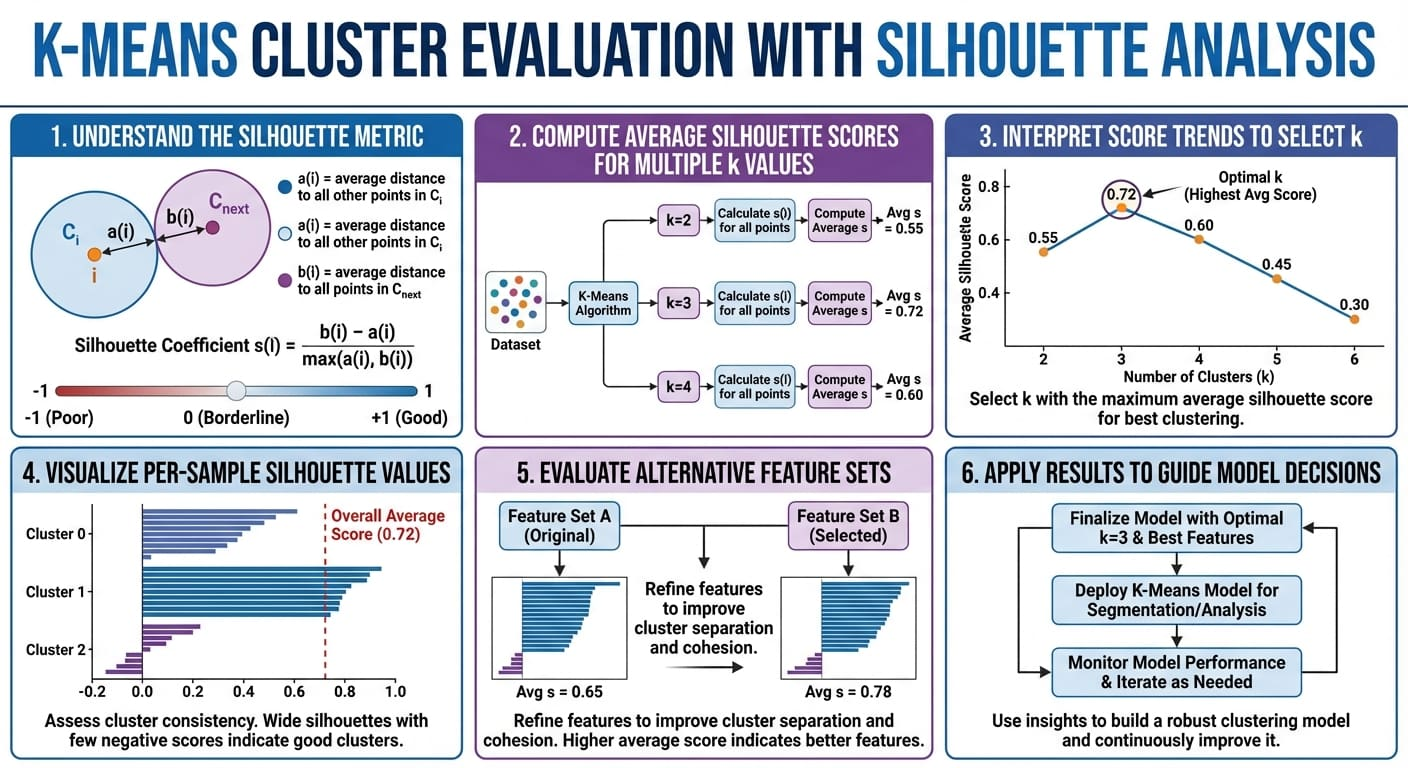 K-MEANS CLUSTER EVALUATION WITH SILHOUETTE ANALYSIS
1. UNDERSTAND THE SILHOUETTE METRIC
C_i
a(i)
i
b(i)
C_next
a(i) = average distance
to all other points in C_i
a(i) = average distance
to all other points in C_i
b(i) = average distance
to all points in C_next
Silhouette Coefficient s(I) =
b(i) – a(i)
max(a(i), b(i))
-1
1
-1 (Poor)
0 (Borderline)
+1 (Good)
2. COMPUTE AVERAGE SILHOUETTE SCORES
FOR MULTIPLE k VALUES
Dataset
K-Means
Algorithm
k=2
Calculate s(I)
for all points
Compute
Average s
Avg s
= 0.55
k=3
Calculate s(I)
for all points
Compute
Average s
Avg s
= 0.72
k=4
Calculate s(I)
for all points
Compute
Average s
Avg s
= 0.60
3. INTERPRET SCORE TRENDS TO SELECT k
Average Silhouette Score
0.8
0.6
0.4
0.55
0.72
0.60
0.45
0.30
Optimal k
(Highest Avg Score)
2
3
4
5
6
Number of Clusters (k)
Select k with the maximum average silhouette score
for best clustering.
4. VISUALIZE PER-SAMPLE SILHOUETTE VALUES
Cluster 0
Cluster 1
Cluster 2
Overall Average
Score (0.72)
-0.2
0.0
0.2
0.4
0.6
0.8
1.0
Assess cluster consistency. Wide silhouettes with
few negative scores indicate good clusters.
5. EVALUATE ALTERNATIVE FEATURE SETS
Feature Set A
(Original)
Feature Set B
(Selected)
Refine features
to improve
cluster separation
and cohesion.
Avg s = 0.65
Avg s = 0.78
Refine features to improve cluster separation and
cohesion. Higher average score indicates better features.
6. APPLY RESULTS TO GUIDE MODEL DECISIONS
Finalize Model with Optimal
k=3 & Best Features
Deploy K-Means Model for
Segmentation/Analysis
Monitor Model Performance
& Iterate as Needed
Use insights to build a robust clustering model
and continuously improve it.